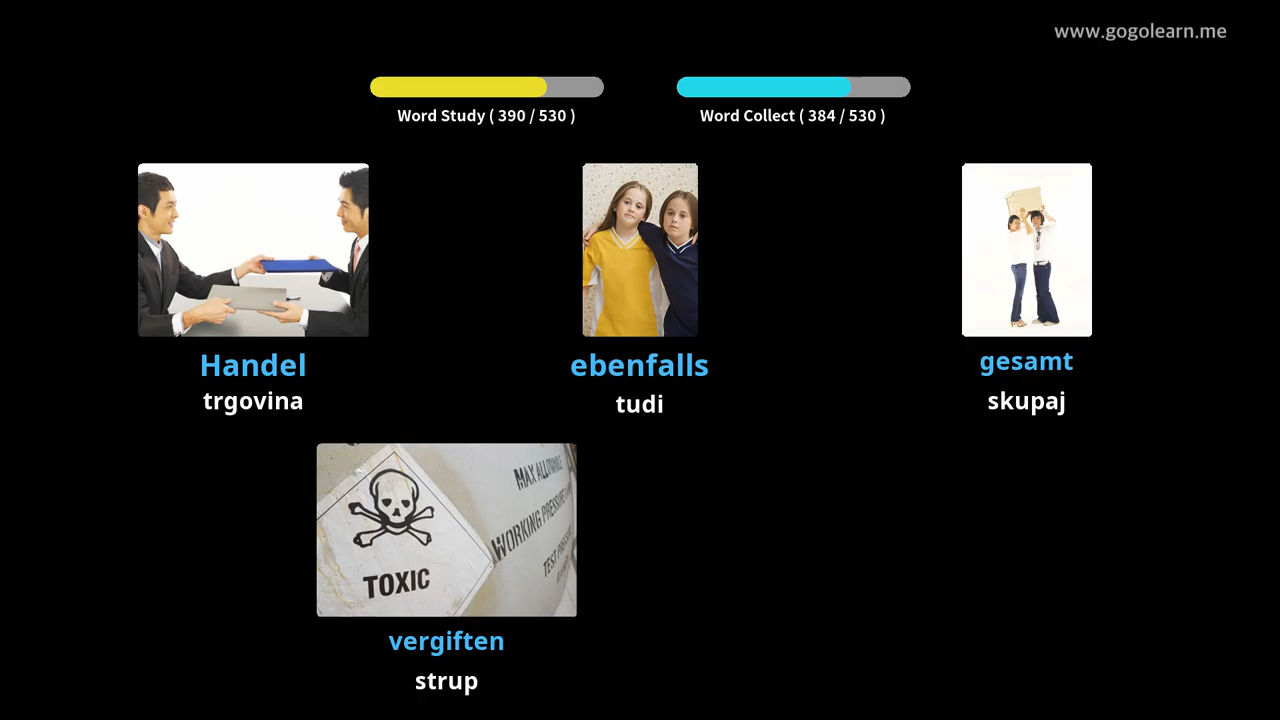 www.gogolearn.me
Word Study ( 390 / 530 )
Word Collect ( 384 / 530 )
Handel
trgovina
ebenfalls
tudi
gesamt
skupaj
TOXIC
MAX ALLOWABLE
WORKING PRESSURE
vergiften
strup